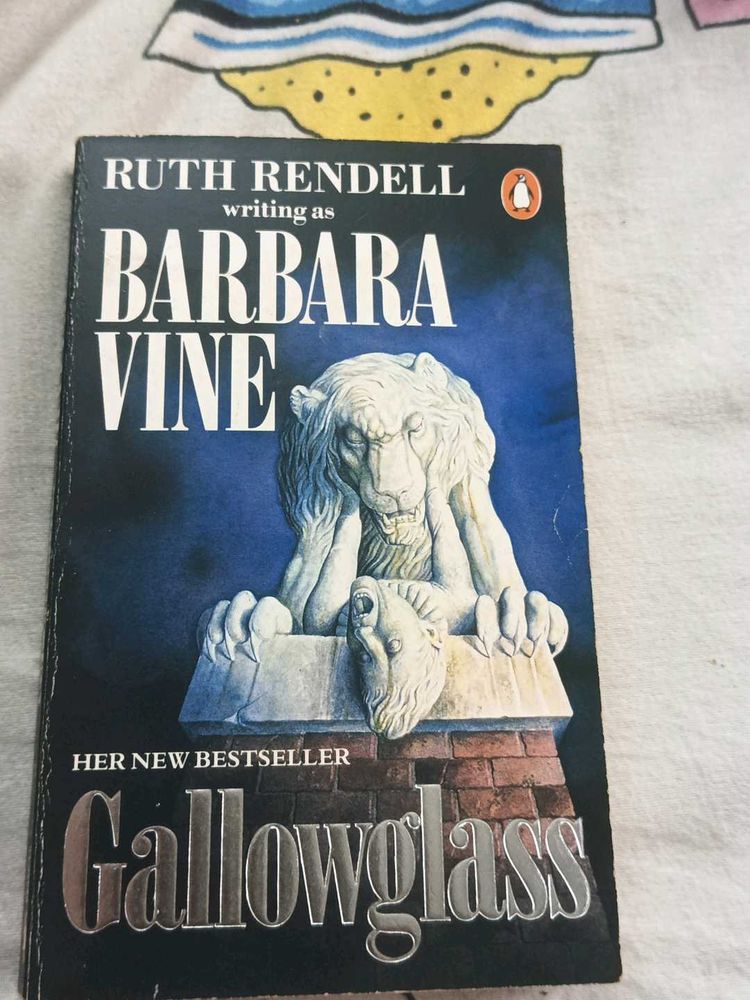 RUTH RENDELL
writing as
BARBARA
VINE
HER NEW BESTSELLER
Gallowglass